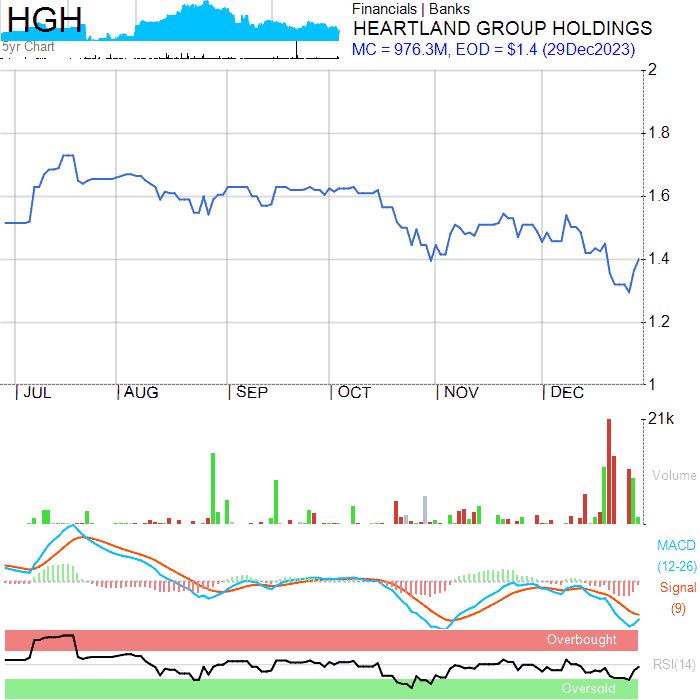 HGH
5yr Chart
Financials | Banks
HEARTLAND GROUP HOLDINGS
MC = 976.3M, EOD = $1.4 (29Dec2023)
2
1.8
1.6
1.4
1.2
1
| JUL | AUG | SEP | OCT | NOV | DEC
21k
Volume
MACD
(12-26)
Signal
(9)
Overbought
RSI(14)
Oversold